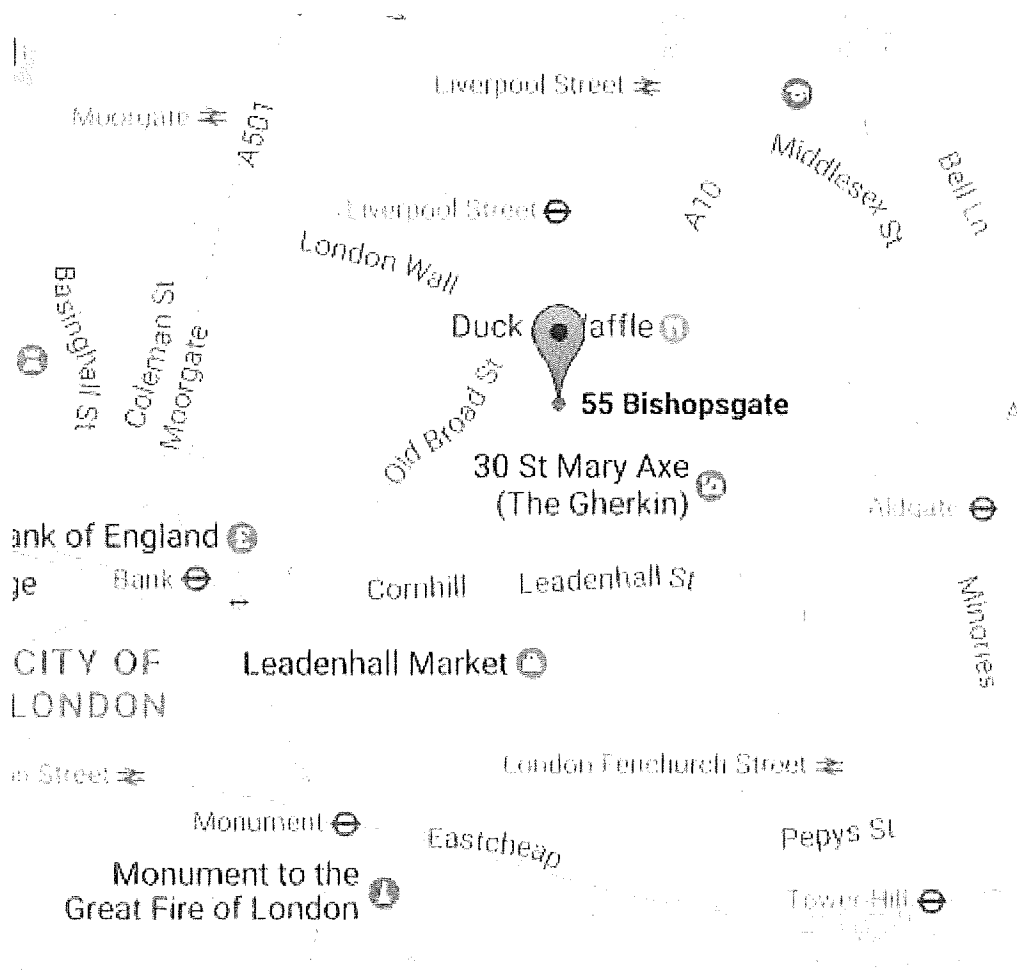 Liverpool Street
Moorgate
A501
Middlesex St
Bell Ln
A10
Liverpool Street
London Wall
Basinghall St
Coleman St
Moorgate
Duck affle
Old Broad St
55 Bishopsgate
30 St Mary Axe
(The Gherkin)
Aldgate
ank of England
Bank
ge
Cornhill
Leadenhall St
Minories
CITY OF
LONDON
Leadenhall Market
n Street
London Fenchurch Street
Monument
Eastcheap
Pepys St
Monument to the
Great Fire of London
Tower Hill